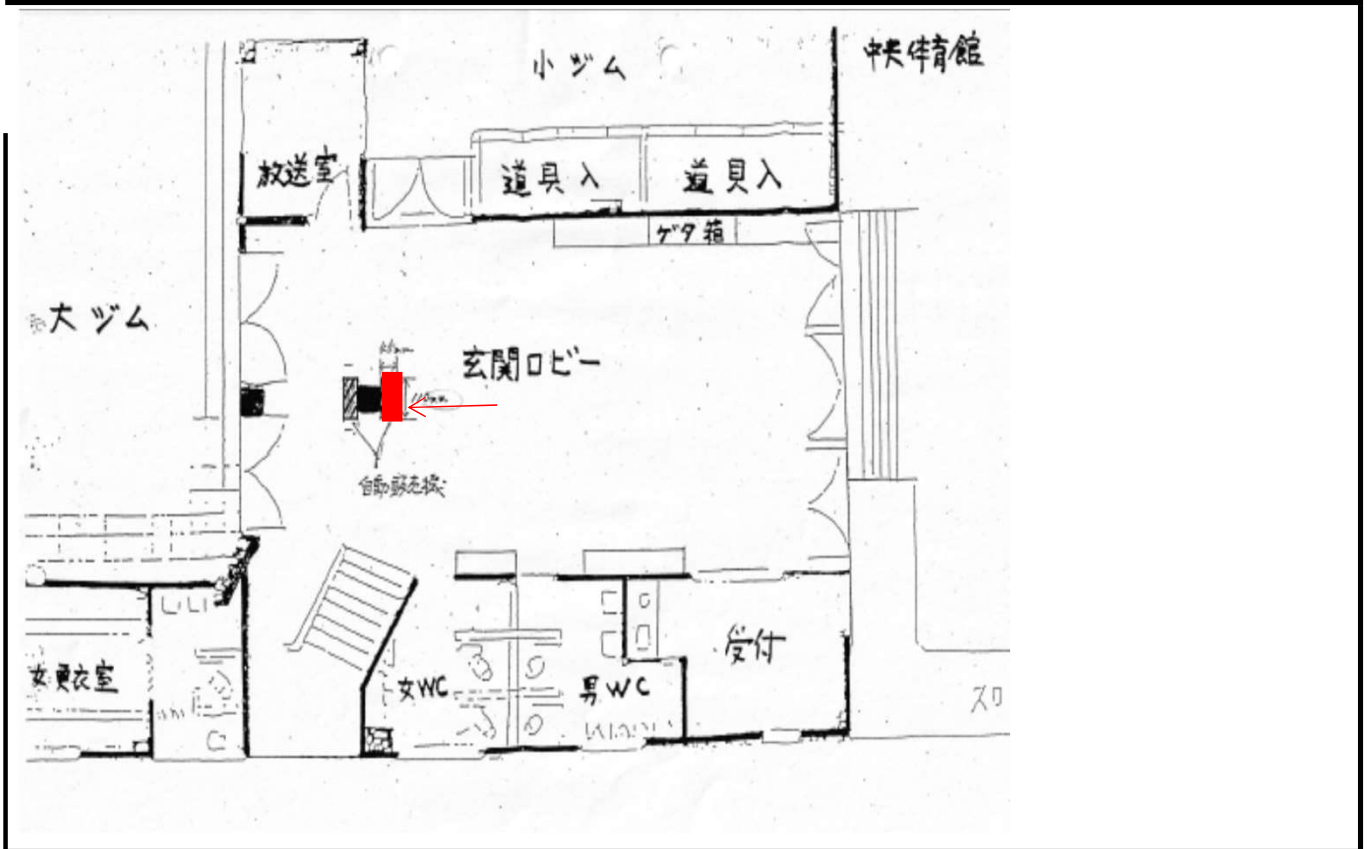 中央体育館
小ジム
放送室
道具入
道具入
ゲタ箱
大ジム
玄関ロビー
自動販売機
受付
女更衣室
女WC
男WC
スロ